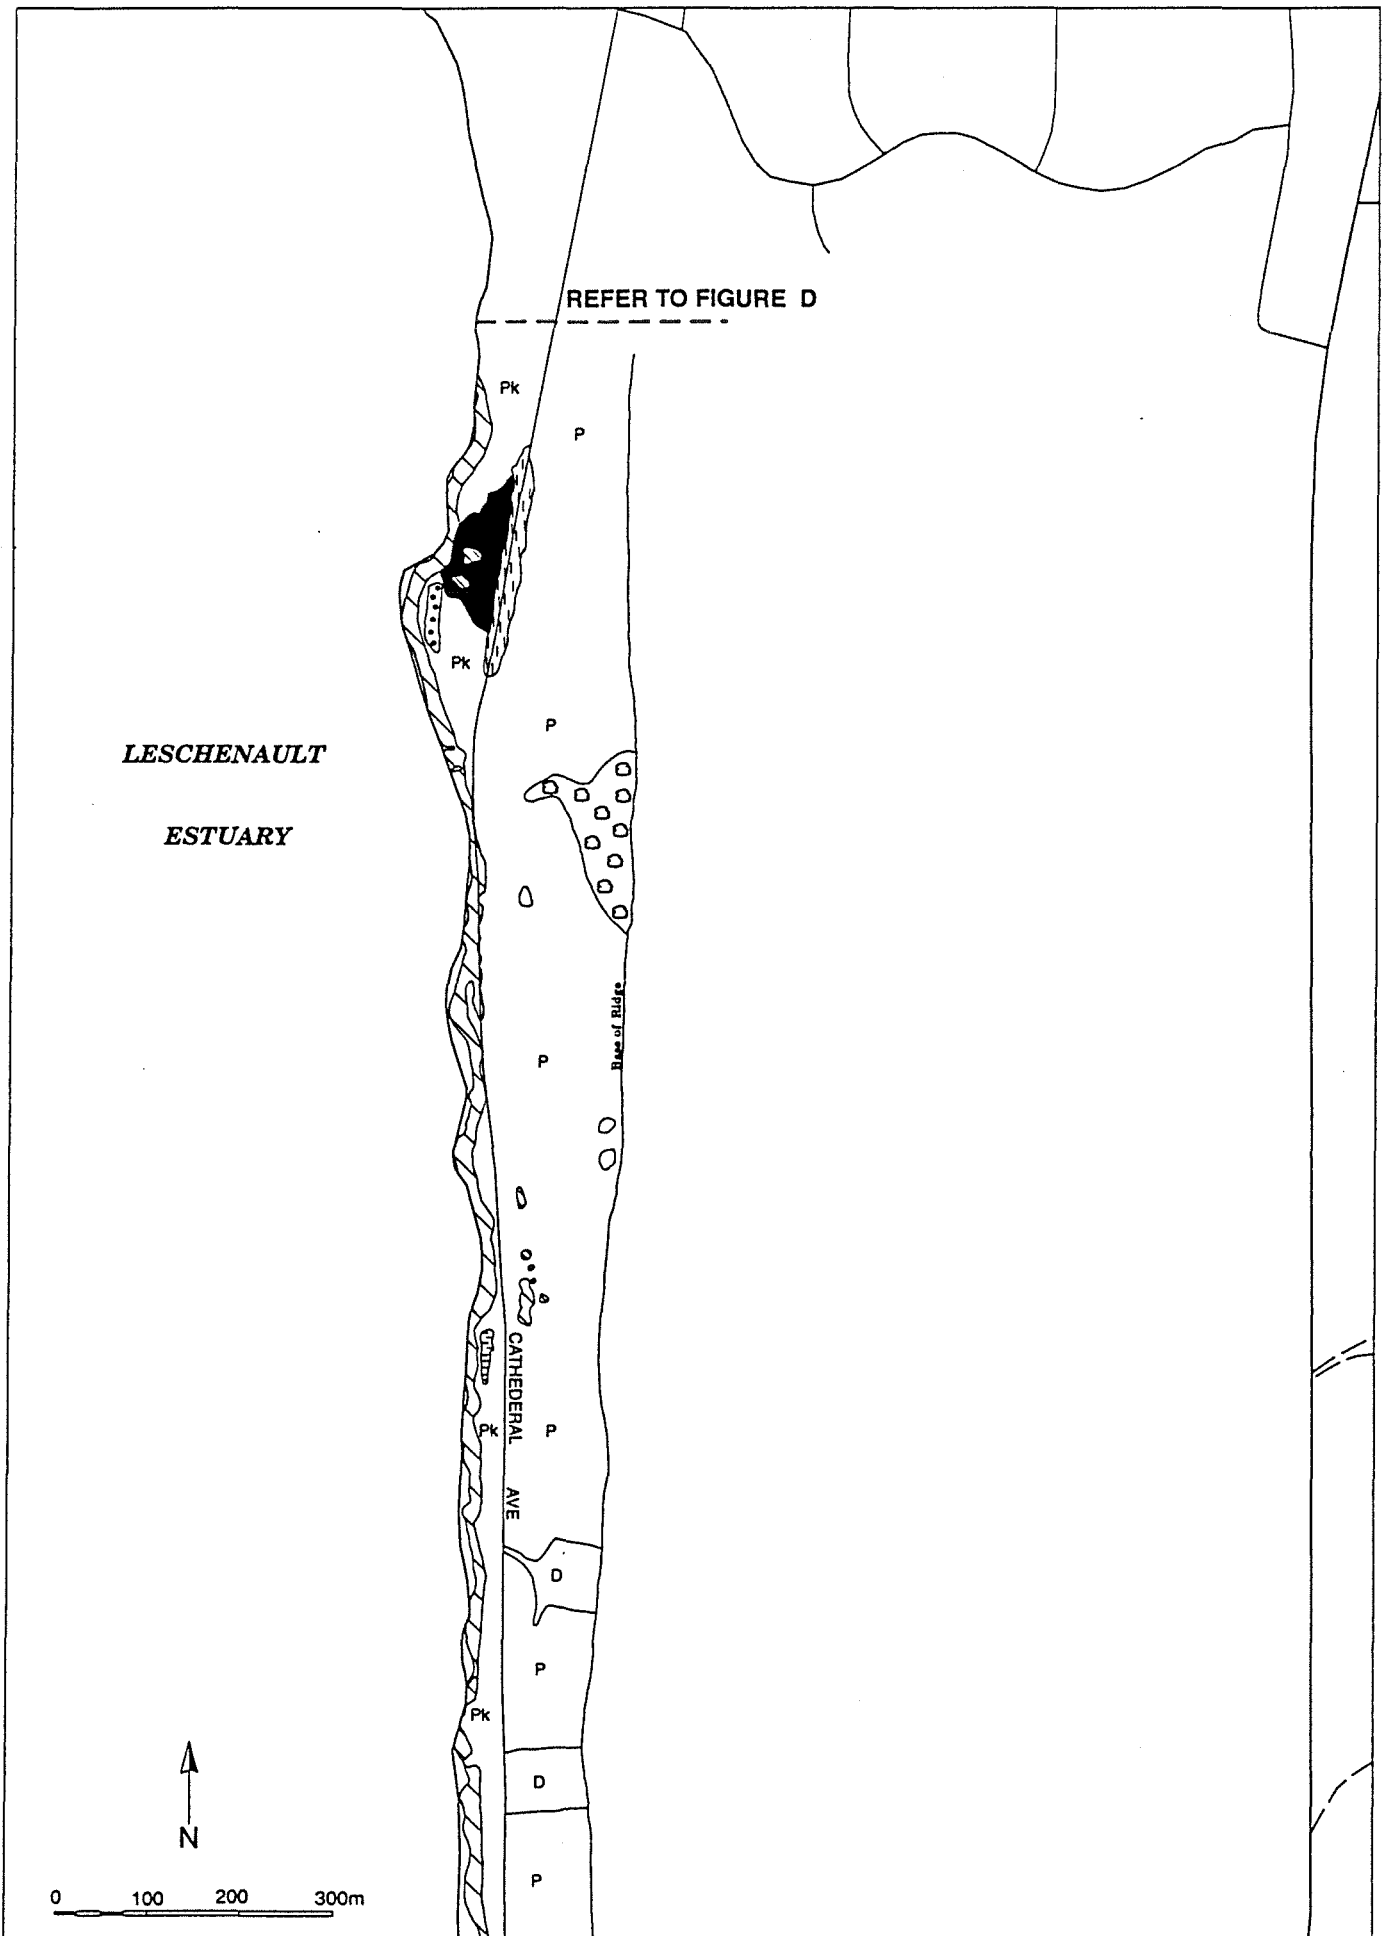 REFER TO FIGURE D
Pk
P
Pk
P
LESCHENAULT
ESTUARY
Base of Ridge
P
CATHEDERAL
Pk
P
AVE
D
P
Pk
D
N
P
0 100 200 300m